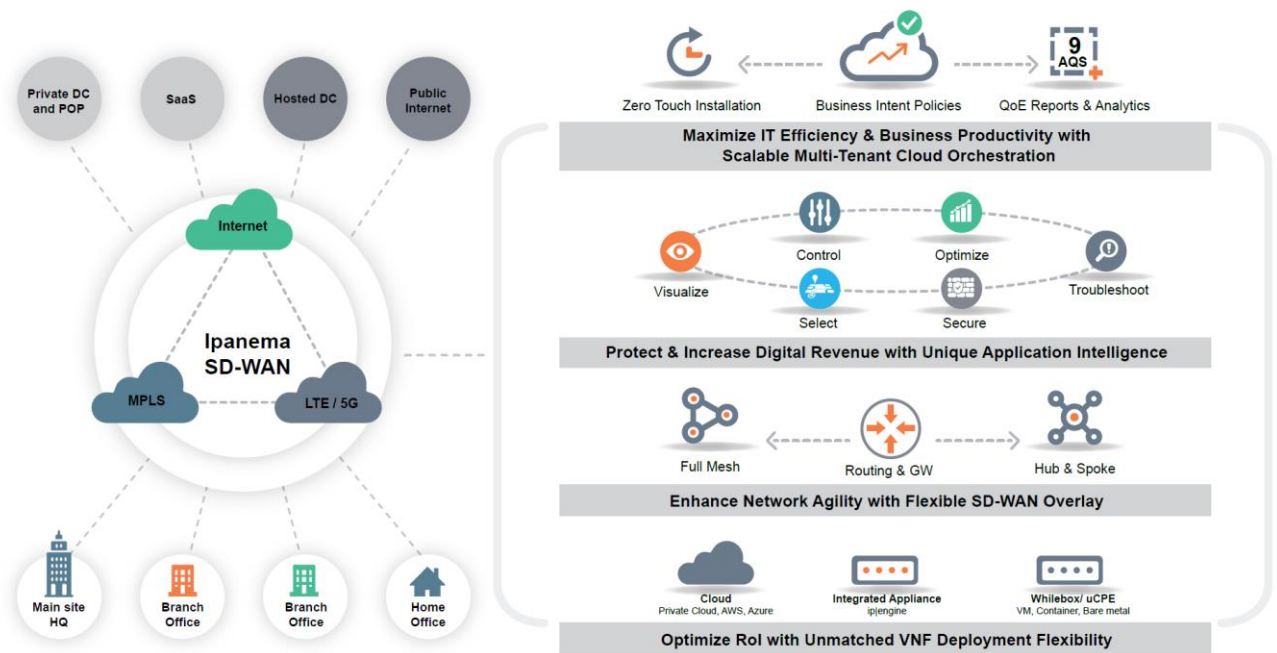 Private DC
and POP
SaaS
Hosted DC
Public
Internet
Internet
Ipanema
SD-WAN
MPLS
LTE / 5G
Main site
HQ
Branch
Office
Branch
Office
Home
Office
9
AQS
Zero Touch Installation
Business Intent Policies
QoE Reports & Analytics
Maximize IT Efficiency & Business Productivity with
Scalable Multi-Tenant Cloud Orchestration
Control
Optimize
Visualize
Troubleshoot
Select
Secure
Protect & Increase Digital Revenue with Unique Application Intelligence
Full Mesh
Routing & GW
Hub & Spoke
Enhance Network Agility with Flexible SD-WAN Overlay
Cloud
Private Cloud, AWS, Azure
Integrated Appliance
ip|engine
Whilebox/ uCPE
VM, Container, Bare metal
Optimize RoI with Unmatched VNF Deployment Flexibility